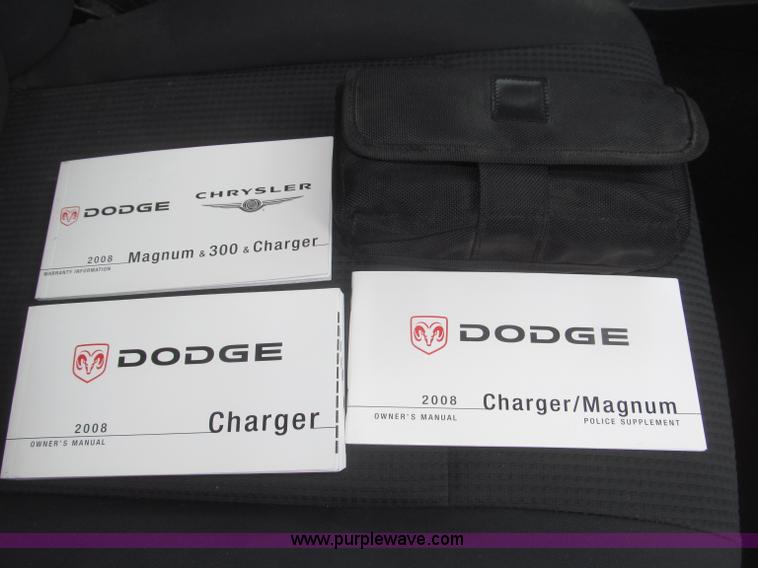 DODGE
CHRYSLER
2008 Magnum & 300 & Charger
WARRANTY INFORMATION
DODGE
2008 Charger
OWNER'S MANUAL
DODGE
2008 Charger/Magnum
OWNER'S MANUAL POLICE SUPPLEMENT
www.purplewave.com